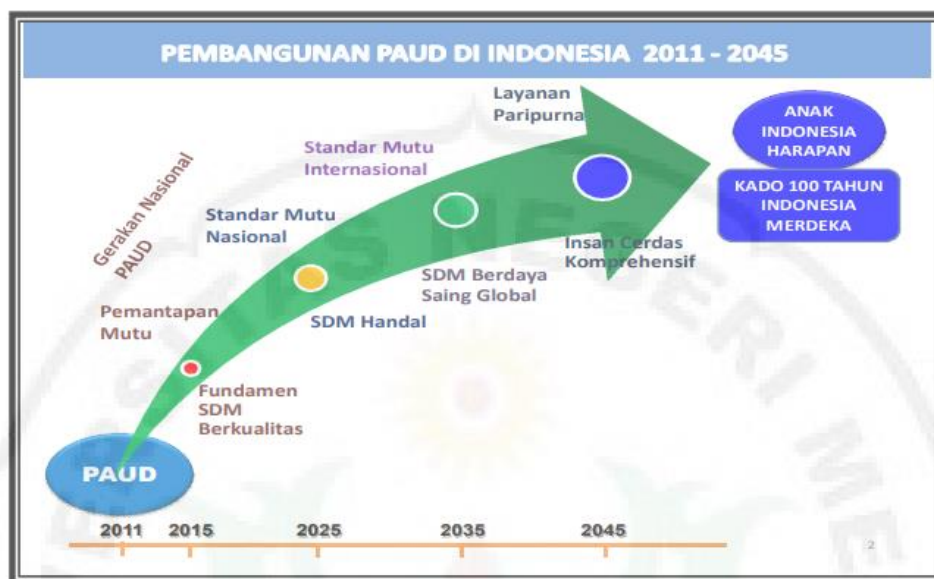 PEMBANGUNAN PAUD DI INDONESIA 2011 - 2045
Layanan
Paripurna
ANAK
INDONESIA
HARAPAN
KADO 100 TAHUN
INDONESIA
MERDEKA
Standar Mutu
Internasional
Gerakan Nasional
PAUD
Standar Mutu
Nasional
Insan Cerdas
Komprehensif
SDM Berdaya
Saing Global
Pemantapan
Mutu
SDM Handal
Fundamen
SDM
Berkualitas
PAUD
2011 2015 2025 2035 2045
2